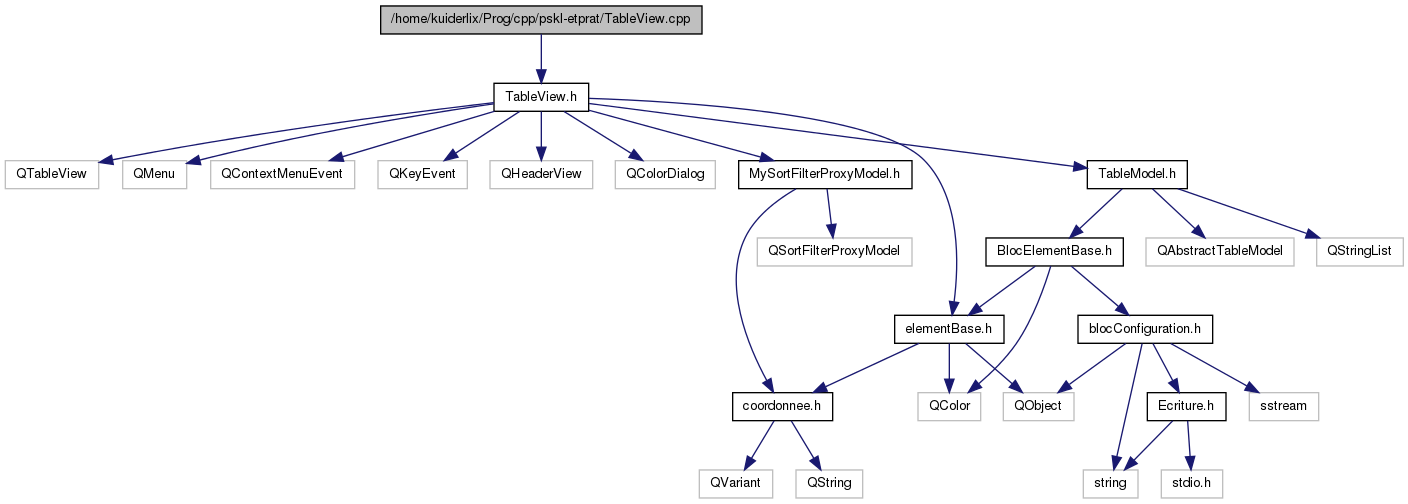 /home/kuiderlix/Prog/cpp/pskl-etprat/TableView.cpp
TableView.h
QTableView
QMenu
QContextMenuEvent
QKeyEvent
QHeaderView
QColorDialog
MySortFilterProxyModel.h
TableModel.h
QSortFilterProxyModel
BlocElementBase.h
QAbstractTableModel
QStringList
elementBase.h
blocConfiguration.h
coordonnee.h
QColor
QObject
Ecriture.h
sstream
QVariant
QString
string
stdio.h